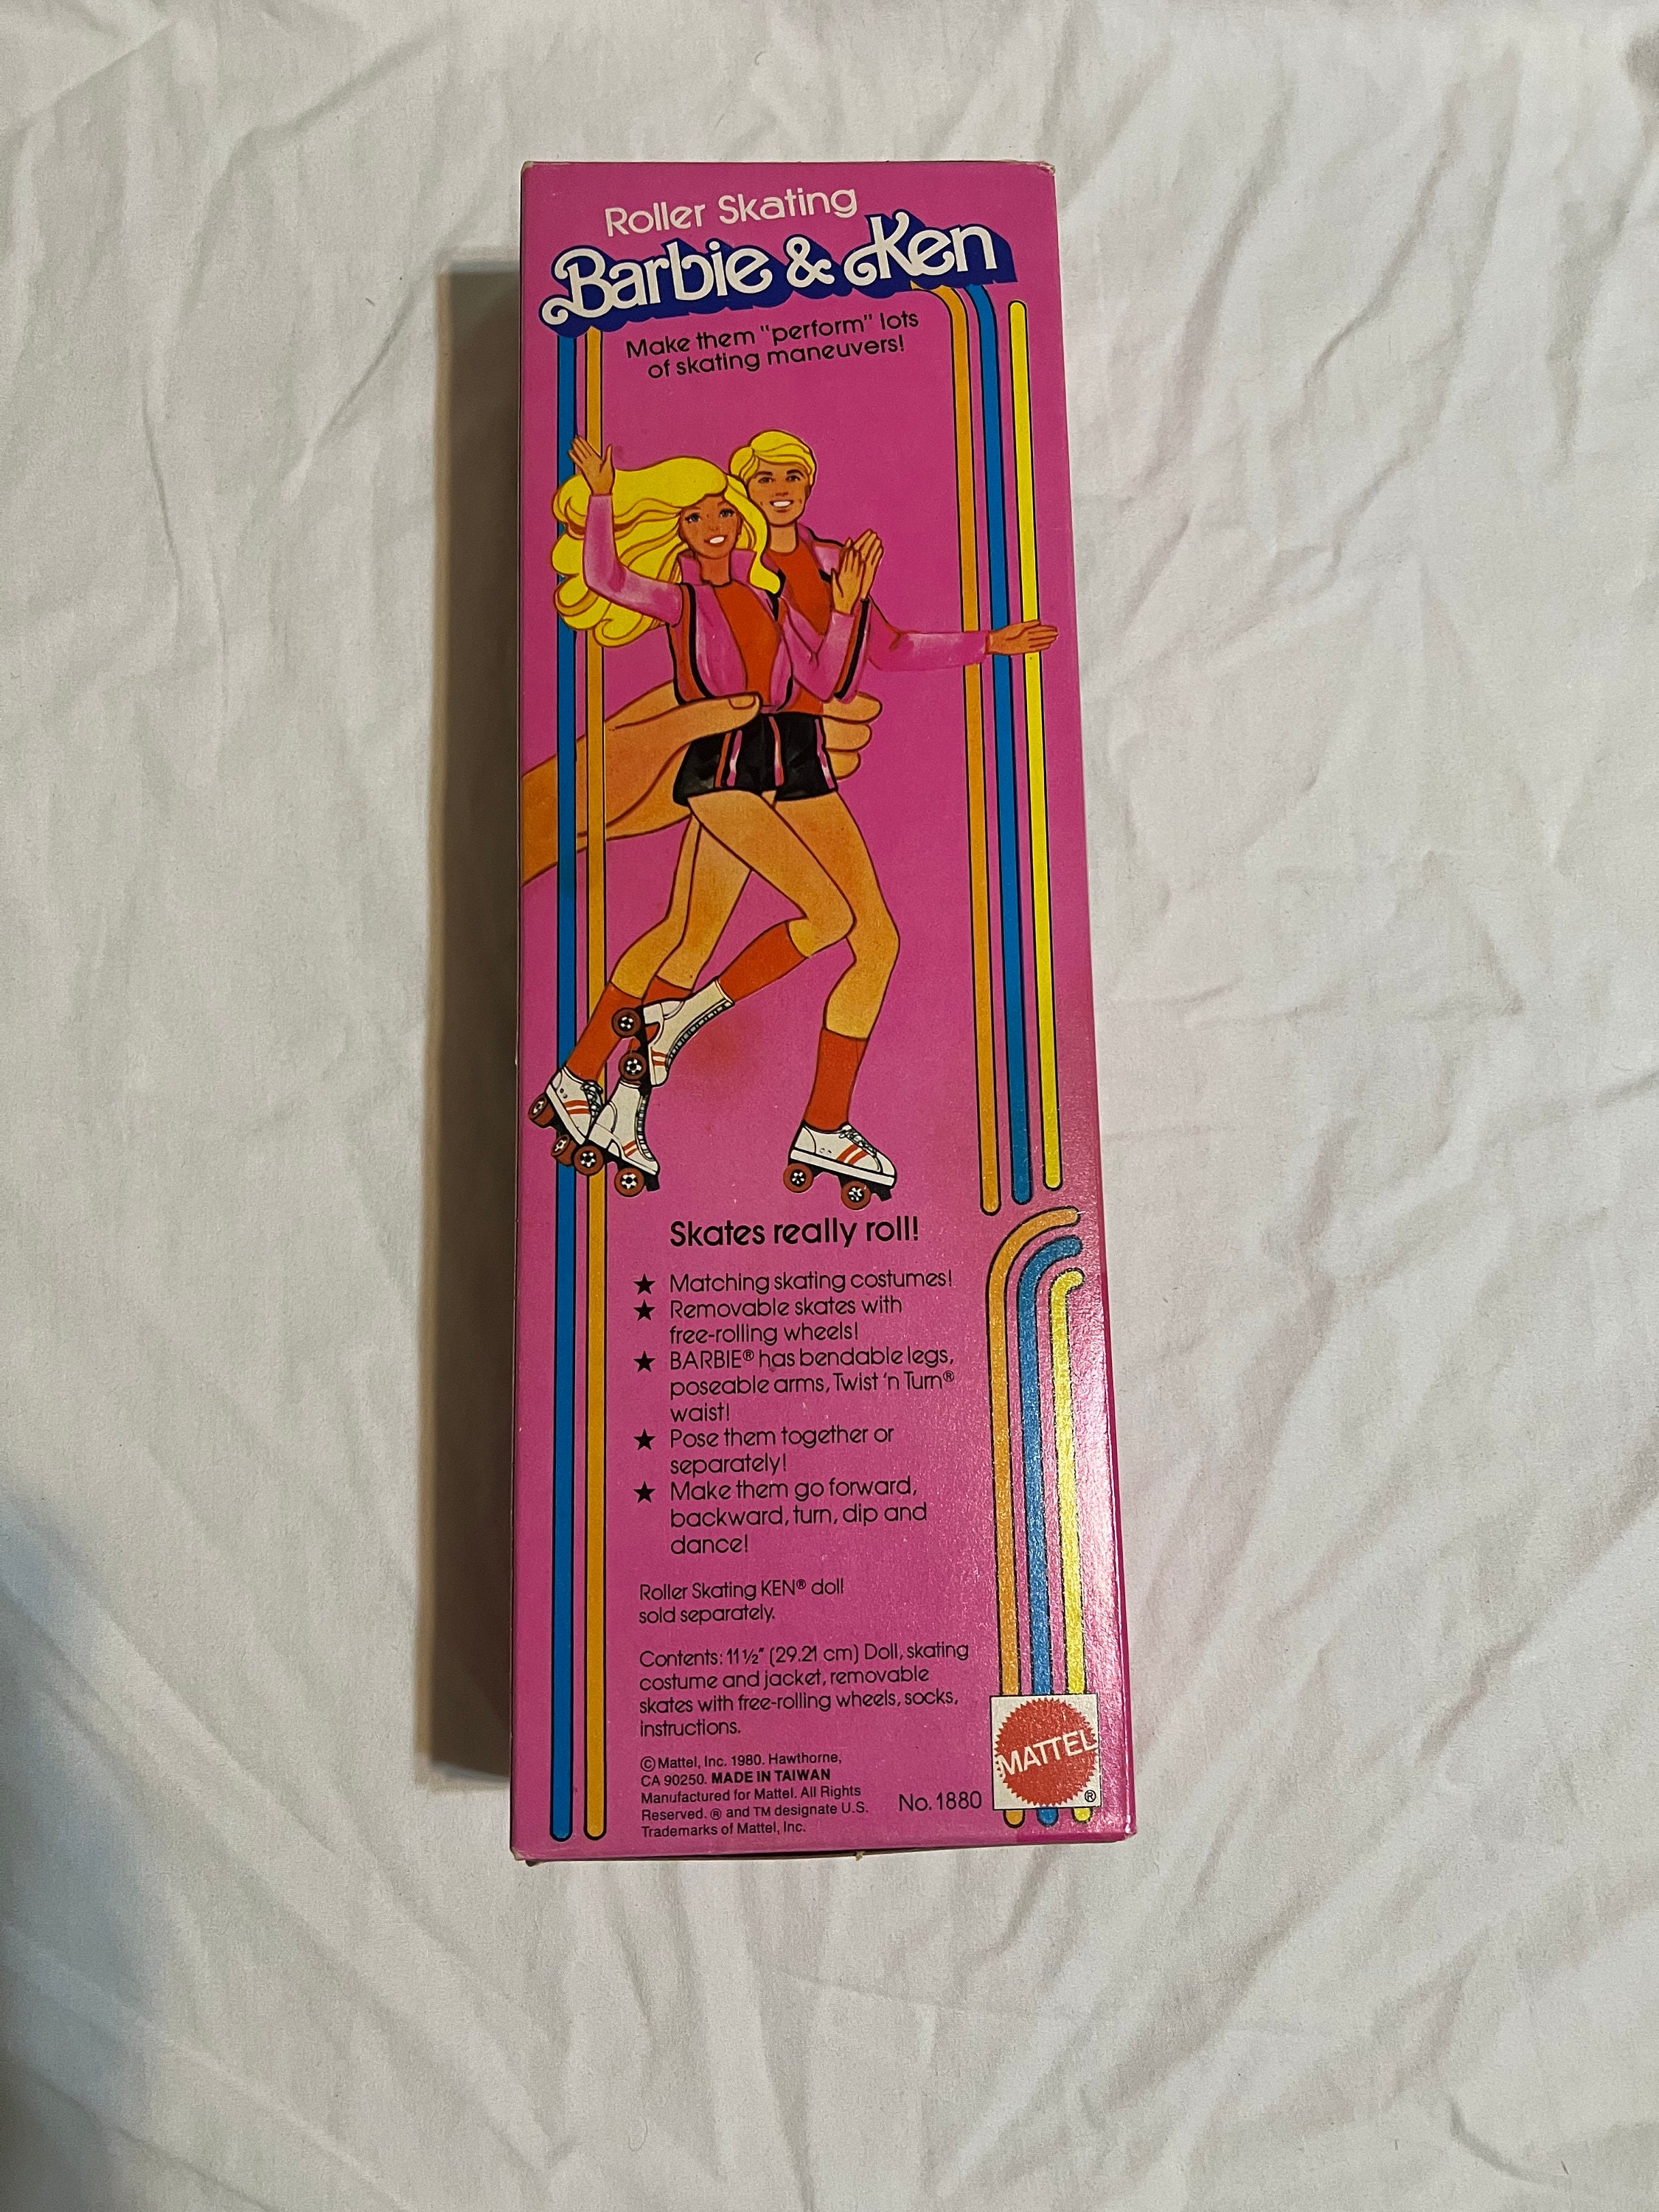 Roller Skating
Barbie & Ken
Make them "perform" lots
of skating maneuvers!
Skates really roll!
★ Matching skating costumes!
★ Removable skates with
free-rolling wheels!
★ BARBIE® has bendable legs,
poseable arms, Twist 'n Turn®
waist!
★ Pose them together or
separately!
★ Make them go forward,
backward, turn, dip and
dance!
Roller Skating KEN® doll
sold separately.
Contents: 11½" (29.21 cm) Doll, skating
costume and jacket, removable
skates with free-rolling wheels, socks,
instructions.
© Mattel, Inc. 1980. Hawthorne,
CA 90250. MADE IN TAIWAN
Manufactured for Mattel. All Rights
Reserved. ® and TM designate U.S.
Trademarks of Mattel, Inc.
No. 1880
MATTEL
®